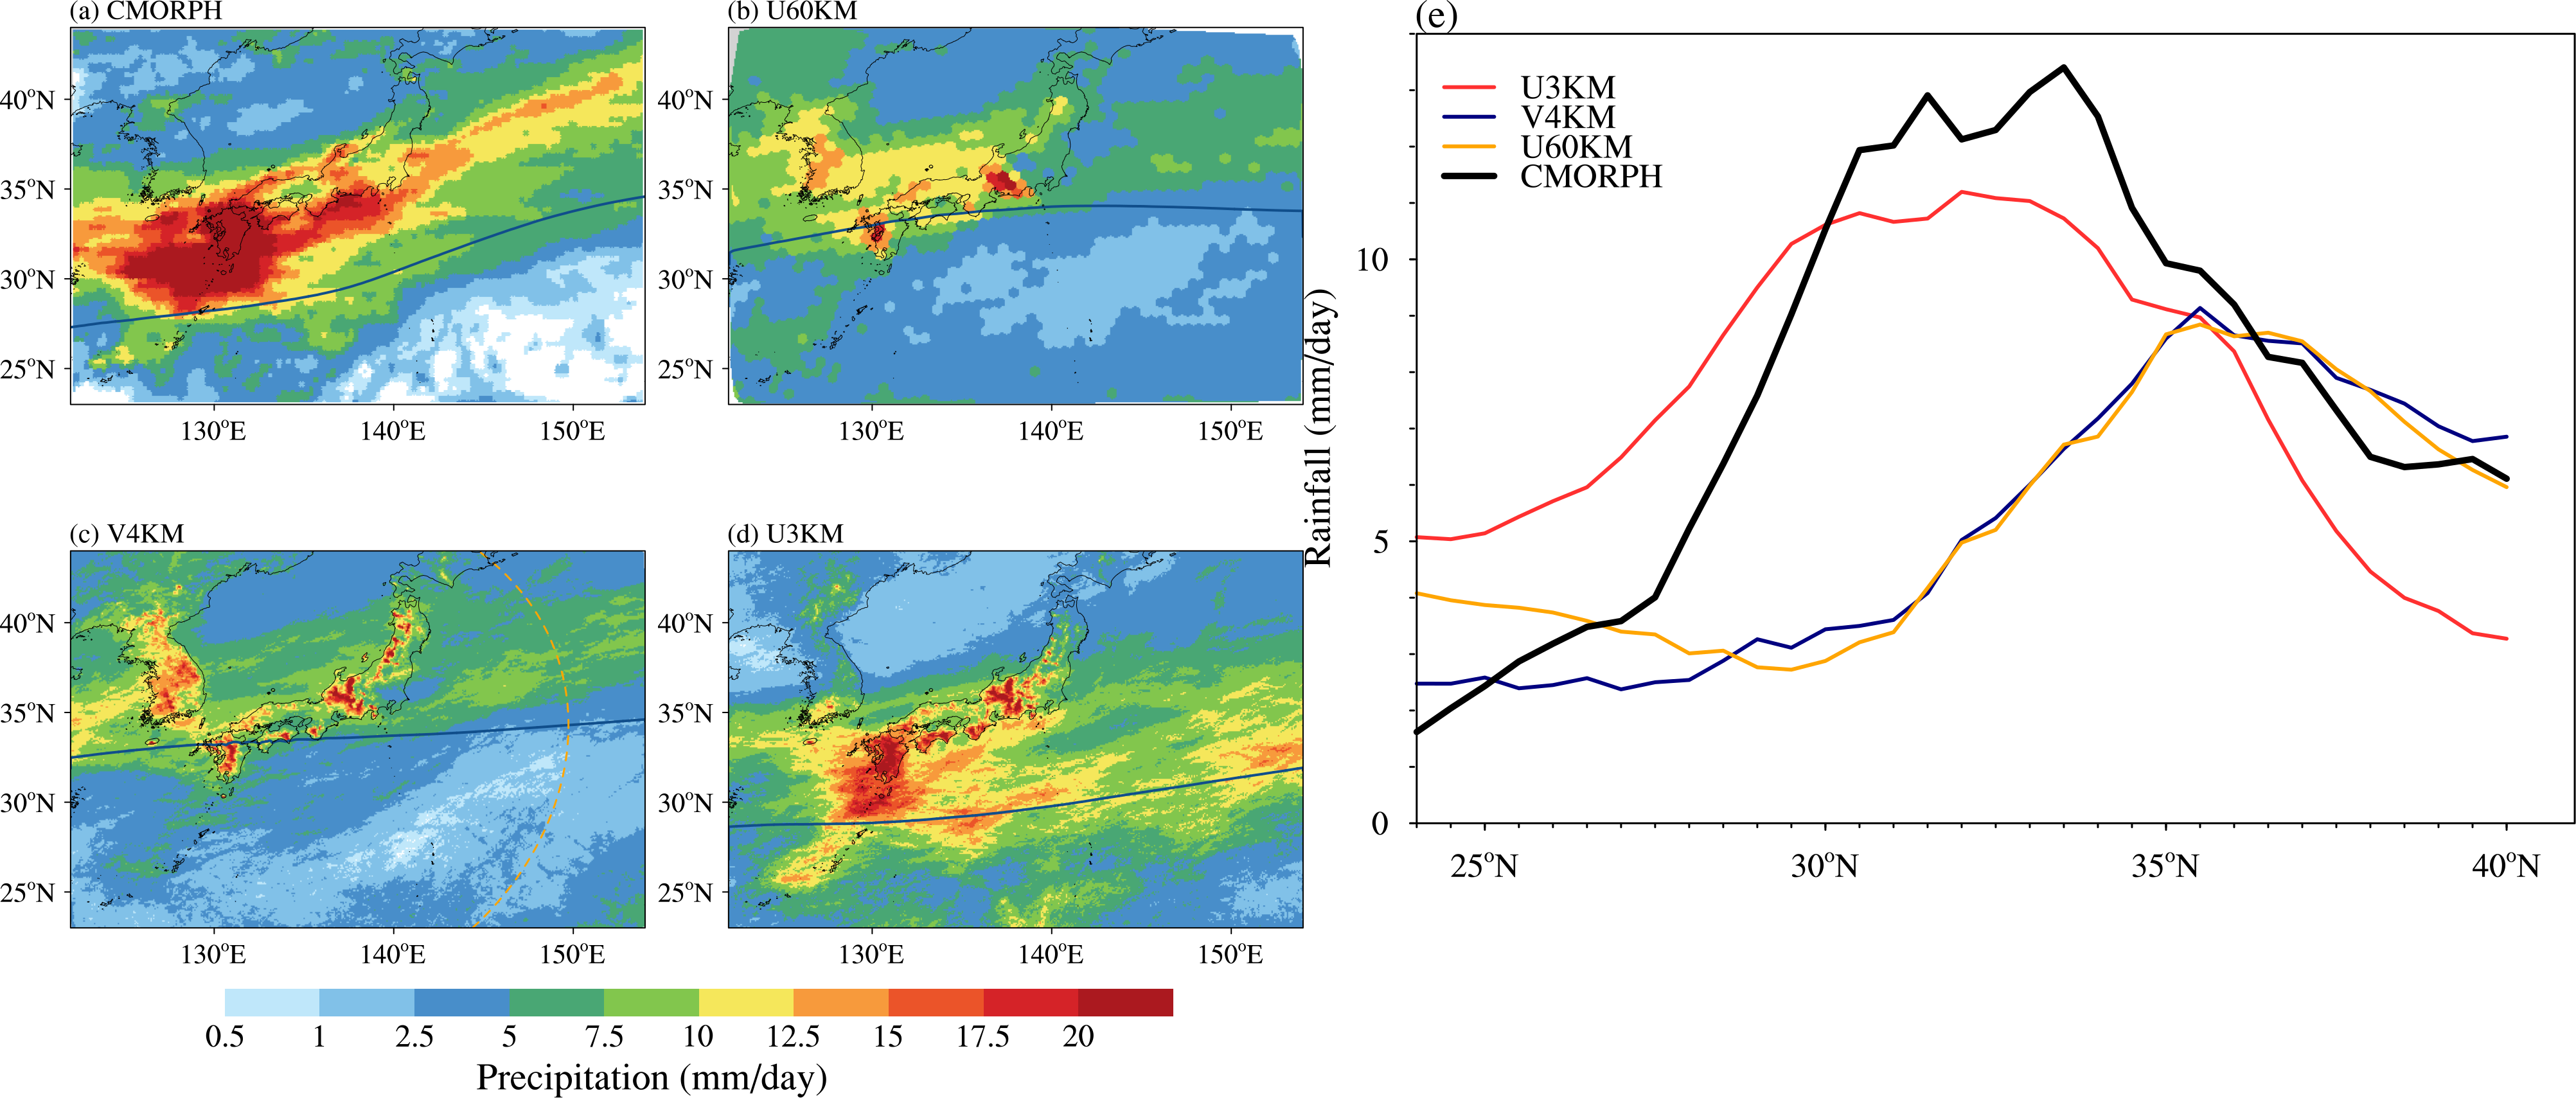 (a) CMORPH
40°N
35°N
30°N
25°N
130°E 140°E 150°E
(b) U60KM
40°N
35°N
30°N
25°N
130°E 140°E 150°E
(c) V4KM
40°N
35°N
30°N
25°N
130°E 140°E 150°E
(d) U3KM
40°N
35°N
30°N
25°N
130°E 140°E 150°E
0.5 1 2.5 5 7.5 10 12.5 15 17.5 20
Precipitation (mm/day)
(e)
U3KM
V4KM
U60KM
CMORPH
Rainfall (mm/day)
10
5
0
25°N 30°N 35°N 40°N